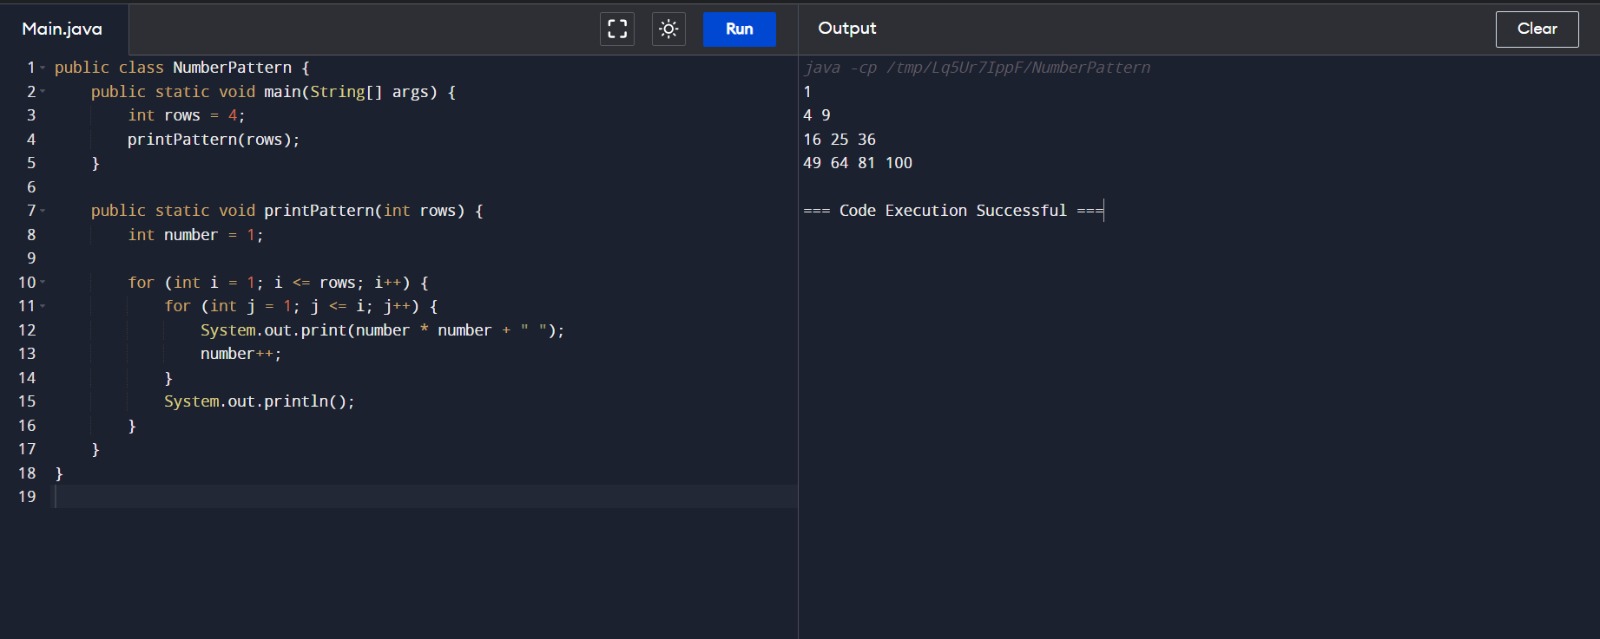 Main.java
Run
1 public class NumberPattern {
2     public static void main(String[] args) {
3         int rows = 4;
4         printPattern(rows);
5     }
6
7     public static void printPattern(int rows) {
8         int number = 1;
9
10         for (int i = 1; i <= rows; i++) {
11             for (int j = 1; j <= i; j++) {
12                 System.out.print(number * number + " ");
13                 number++;
14             }
15             System.out.println();
16         }
17     }
18 }
19
Output
Clear
java -cp /tmp/Lq5Ur7IppF/NumberPattern
1
4 9
16 25 36
49 64 81 100
=== Code Execution Successful ===